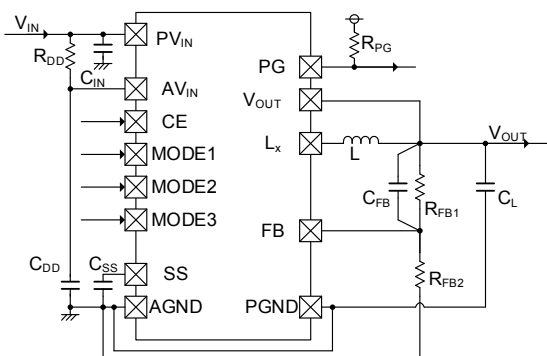 VIN
PVIN
RDD
CIN
AVIN
CE
MODE1
MODE2
MODE3
CDD
CSS
SS
AGND
RPG
PG
VOUT
Lx
L
VOUT
CFB
RFB1
CL
FB
RFB2
PGND